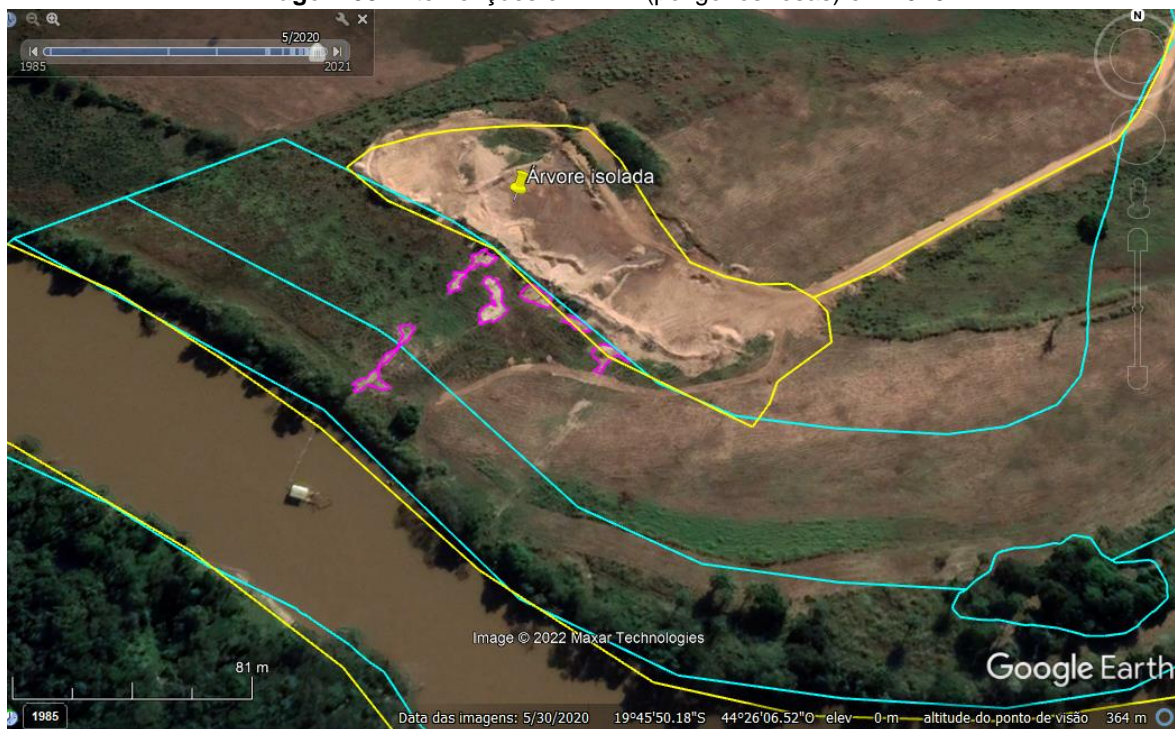 5/2020
1985
2021
N
Árvore isolada
Image © 2022 Maxar Technologies
81 m
Google Earth
1985
Data das imagens: 5/30/2020 19°45'50.18"S 44°26'06.52"O elev 0 m altitude do ponto de visão 364 m